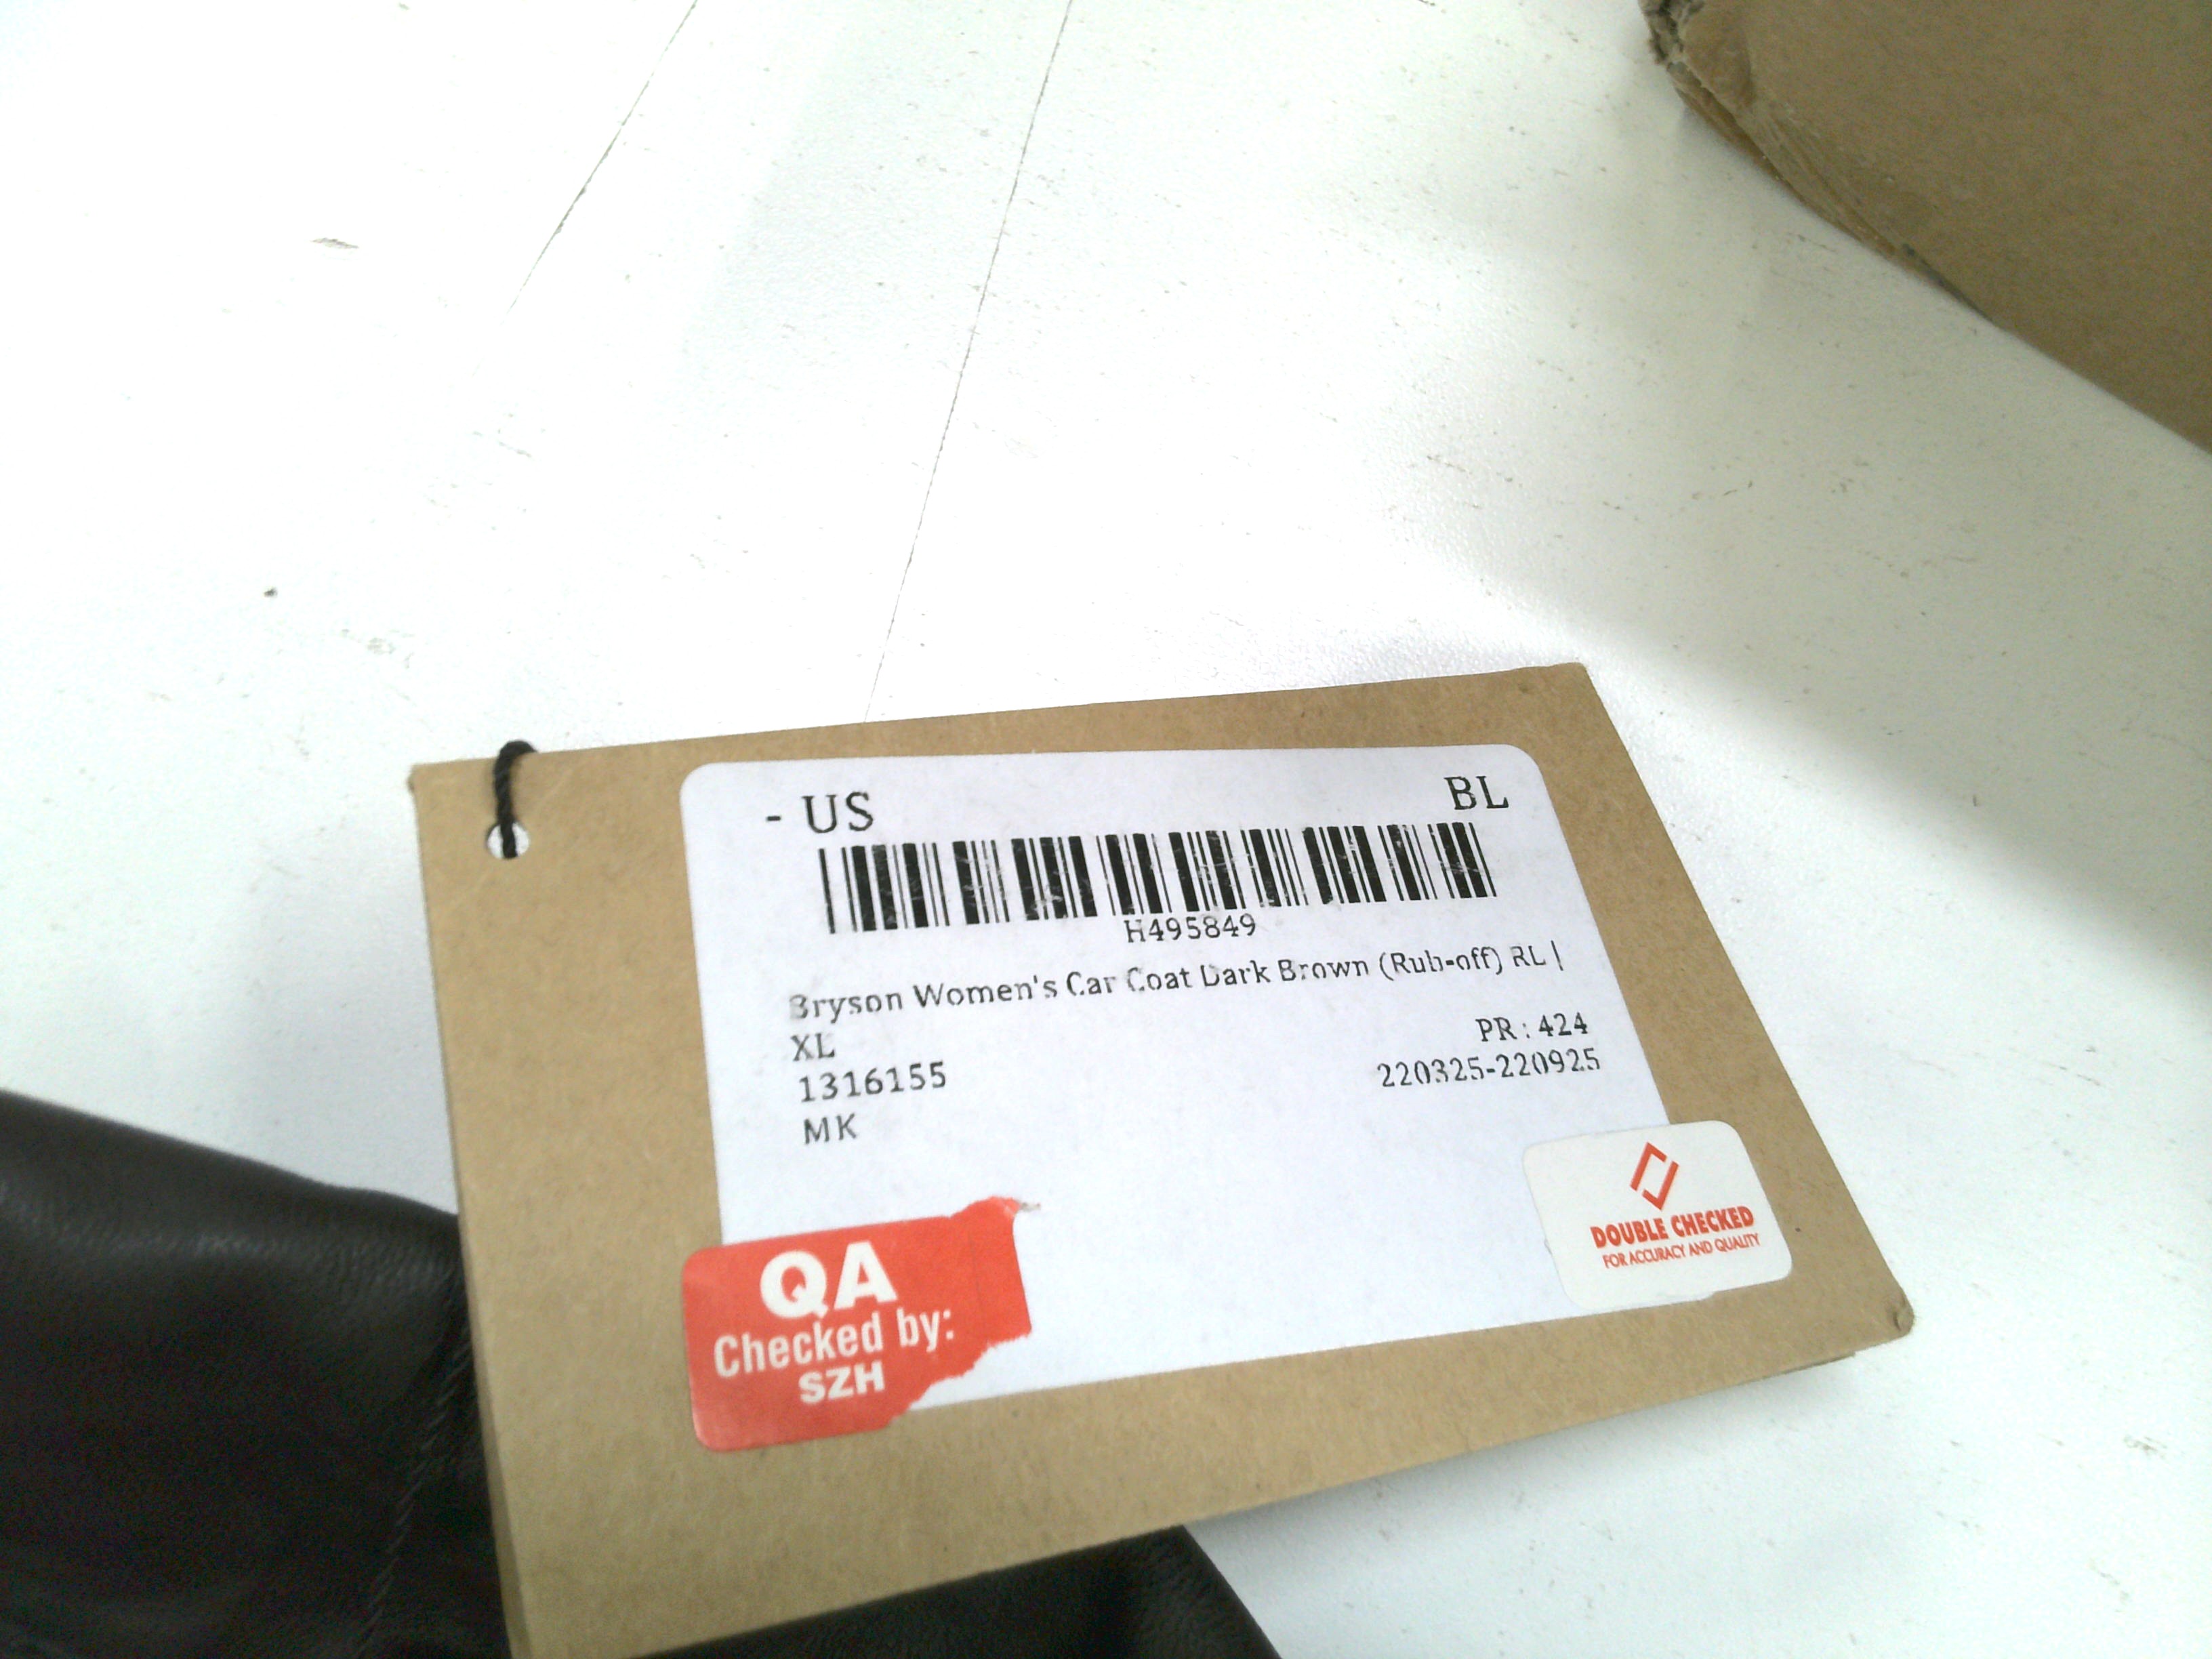 - US BL
H495849
Bryson Women's Car Coat Dark Brown (Rub-off) RL |
XL
PR : 424
1316155
220325-220925
MK
QA
Checked by:
SZH
DOUBLE CHECKED
FOR ACCURACY AND QUALITY